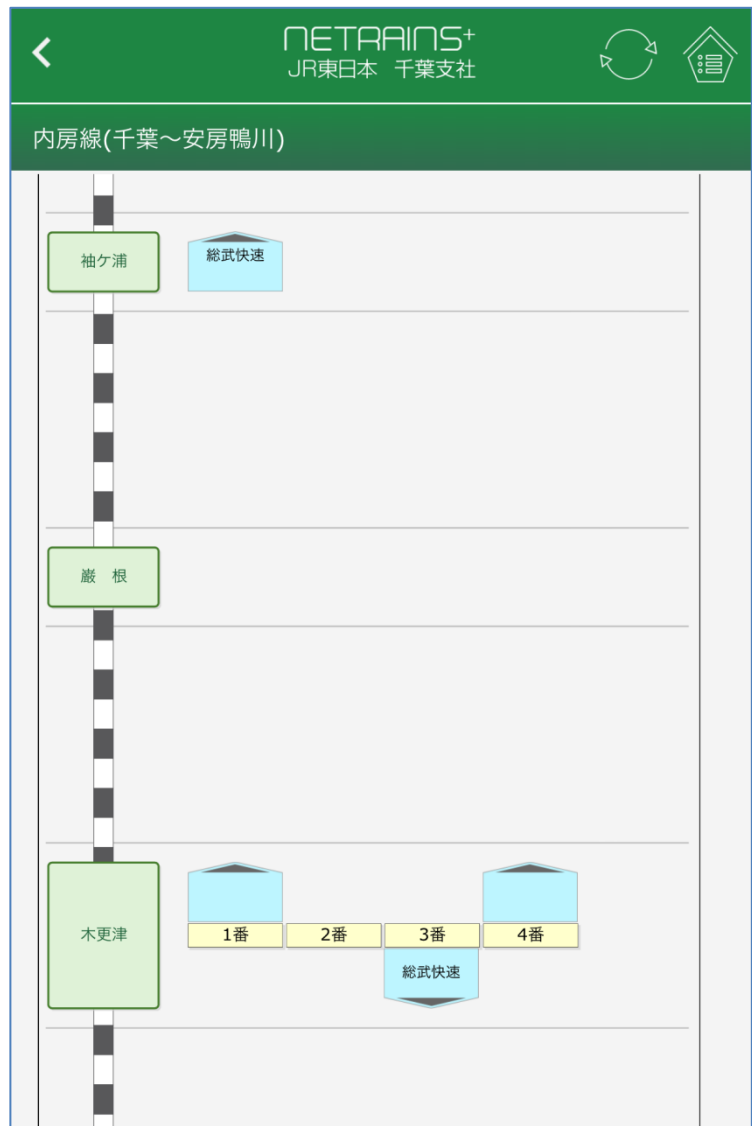 NETRAINS+
JR東日本 千葉支社
内房線(千葉～安房鴨川)
袖ケ浦
総武快速
巌 根
木更津
1番
2番
3番
4番
総武快速